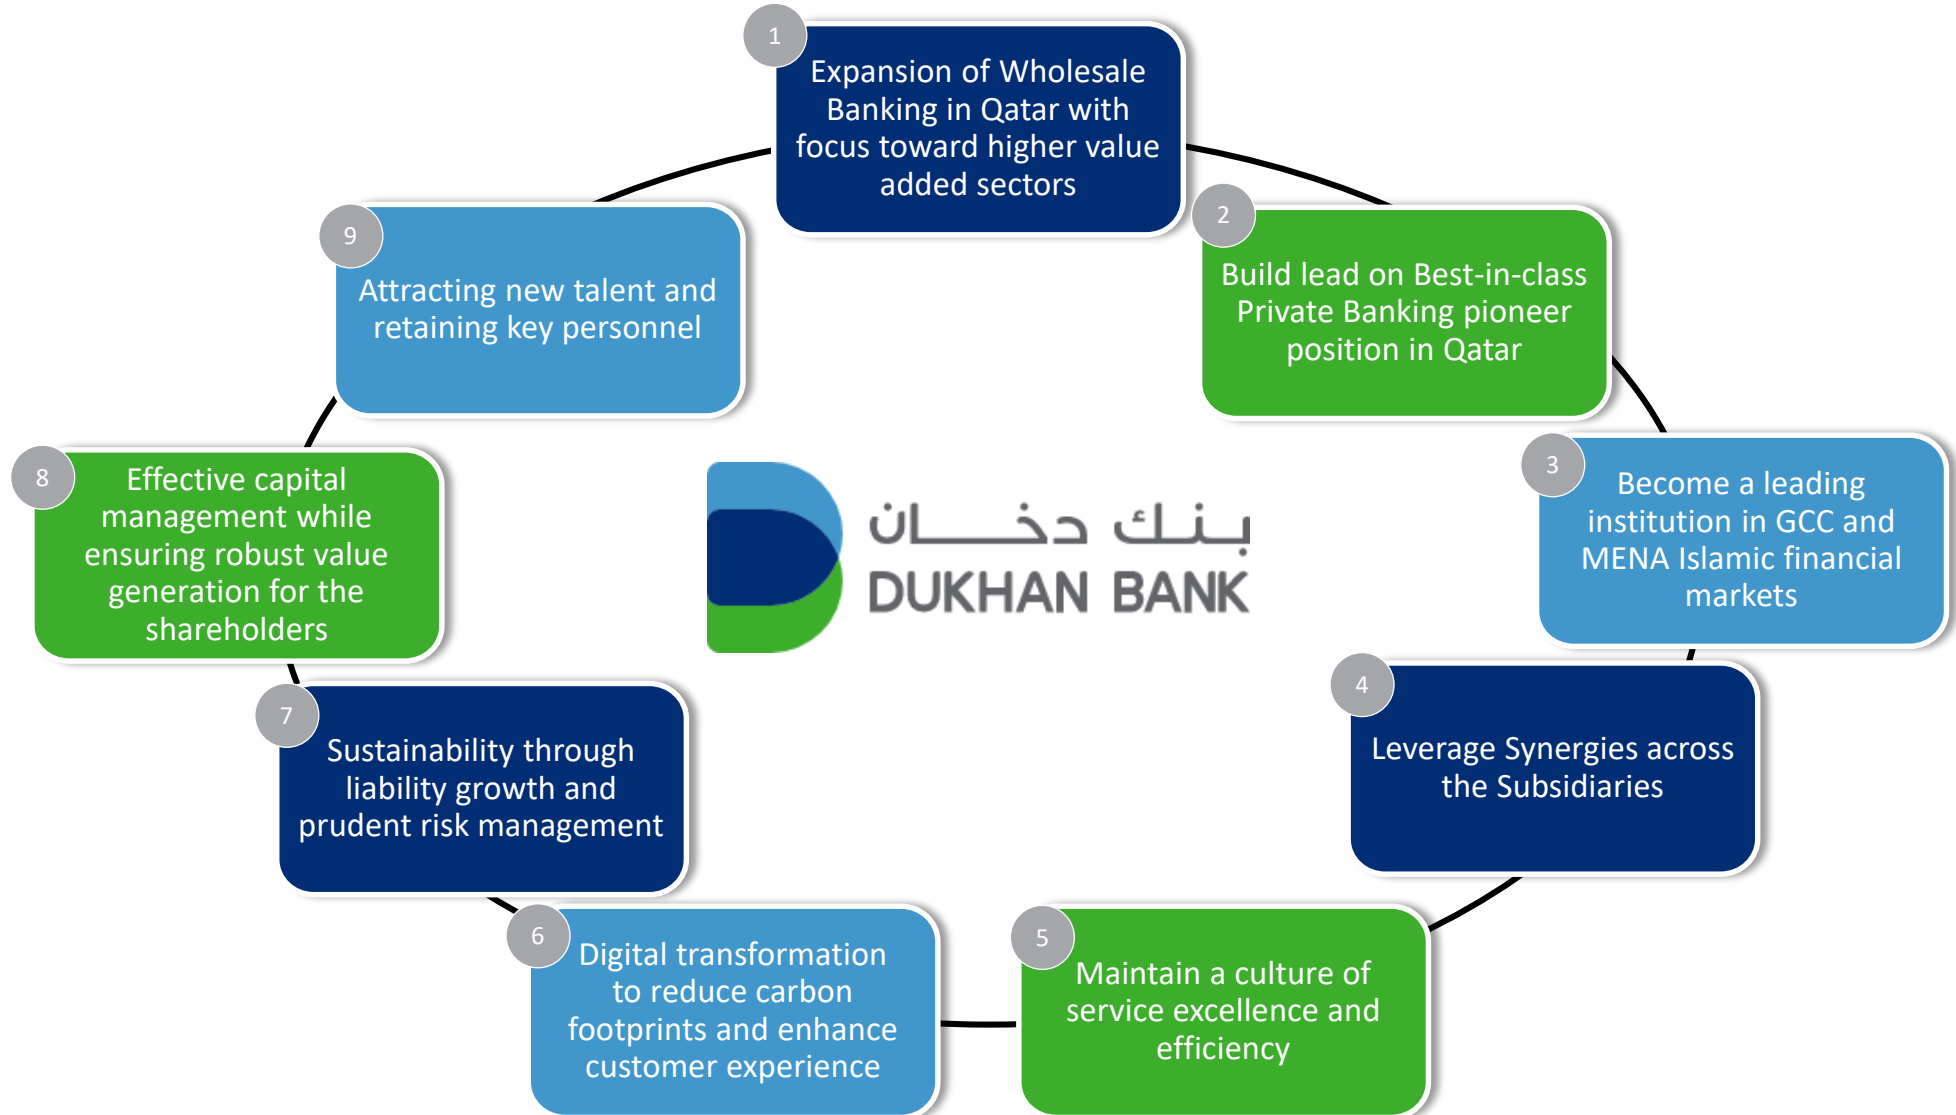 1
Expansion of Wholesale
Banking in Qatar with
focus toward higher value
added sectors
2
Build lead on Best-in-class
Private Banking pioneer
position in Qatar
3
Become a leading
institution in GCC and
MENA Islamic financial
markets
4
Leverage Synergies across
the Subsidiaries
5
Maintain a culture of
service excellence and
efficiency
6
Digital transformation
to reduce carbon
footprints and enhance
customer experience
7
Sustainability through
liability growth and
prudent risk management
8
Effective capital
management while
ensuring robust value
generation for the
shareholders
9
Attracting new talent and
retaining key personnel
بنك دخان
DUKHAN BANK